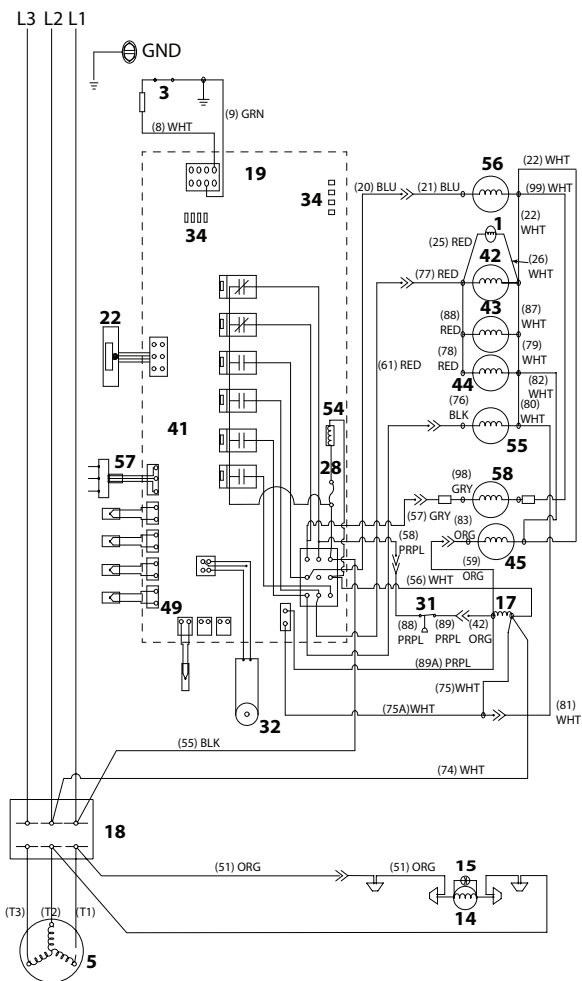 L3 L2 L1
GND
3
(9) GRN
(8) WHT
19
34
34
(20) BLU
(21) BLU
56
(22) WHT
(99) WHT
(22)
WHT
1
(25) RED
42
(26)
WHT
(77) RED
43
(87)
WHT
(88)
RED
(79)
WHT
(78)
RED
44
(82)
WHT
(61) RED
(76)
BLK
(80)
WHT
55
22
41
54
28
57
(98)
GRY
58
(57) GRY
(83)
ORG
(58)
PRPL
(59)
ORG
45
(56) WHT
49
31
17
(88)
PRPL
(89)
PRPL
(42)
ORG
(89A) PRPL
(75)WHT
(75A)WHT
(81)
WHT
32
(55) BLK
(74) WHT
18
(51) ORG
(51) ORG
15
14
(T3) (T2) (T1)
5